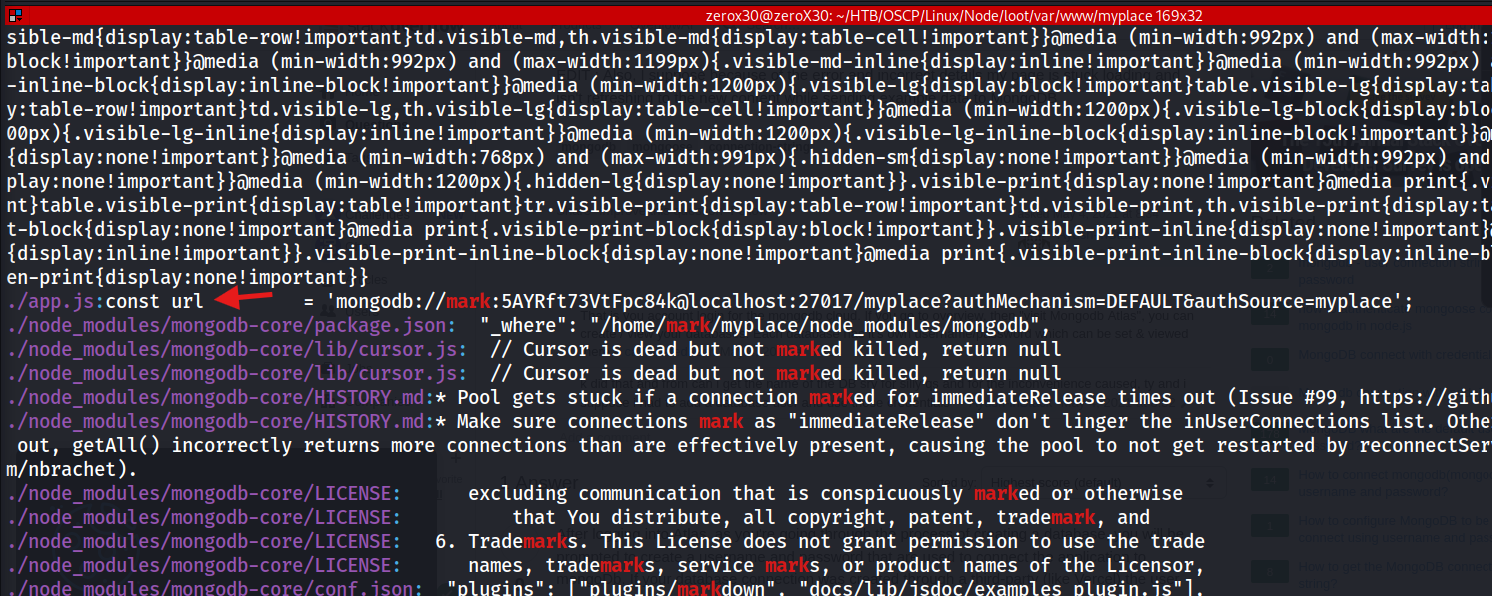 zerox30@zeroX30: ~/HTB/OSCP/Linux/Node/loot/var/www/myplace 169x32
sible-md{display:table-row!important}td.visible-md,th.visible-md{display:table-cell!important}}@media (min-width:992px) and (max-width:
block!important}}@media (min-width:992px) and (max-width:1199px){.visible-md-inline{display:inline!important}}@media (min-width:992px)
-inline-block{display:inline-block!important}}@media (min-width:1200px){.visible-lg{display:block!important}table.visible-lg{display:ta
y:table-row!important}td.visible-lg,th.visible-lg{display:table-cell!important}}@media (min-width:1200px){.visible-lg-block{display:blo
00px){.visible-lg-inline{display:inline!important}}@media (min-width:1200px){.visible-lg-inline-block{display:inline-block!important}}@
{display:none!important}}@media (min-width:768px) and (max-width:991px){.hidden-sm{display:none!important}}@media (min-width:992px) and
play:none!important}}@media (min-width:1200px){.hidden-lg{display:none!important}}.visible-print{display:none!important}@media print{.v
nt}table.visible-print{display:table!important}tr.visible-print{display:table-row!important}td.visible-print,th.visible-print{display:ta
t-block{display:none!important}@media print{.visible-print-block{display:block!important}}.visible-print-inline{display:none!important}@
{display:inline!important}}.visible-print-inline-block{display:none!important}@media print{.visible-print-inline-block{display:inline-b
en-print{display:none!important}}
./app.js:const url = 'mongodb://mark:5AYRft73VtFpc84k@localhost:27017/myplace?authMechanism=DEFAULT&authSource=myplace';
./node_modules/mongodb-core/package.json: "_where": "/home/mark/myplace/node_modules/mongodb",
./node_modules/mongodb-core/lib/cursor.js: // Cursor is dead but not marked killed, return null
./node_modules/mongodb-core/lib/cursor.js: // Cursor is dead but not marked killed, return null
./node_modules/mongodb-core/HISTORY.md:* Pool gets stuck if a connection marked for immediateRelease times out (Issue #99, https://gith
./node_modules/mongodb-core/HISTORY.md:* Make sure connections mark as "immediateRelease" don't linger the inUserConnections list. Othe
out, getAll() incorrectly returns more connections than are effectively present, causing the pool to not get restarted by reconnectSer
m/nbrachet).
./node_modules/mongodb-core/LICENSE: excluding communication that is conspicuously marked or otherwise
./node_modules/mongodb-core/LICENSE: that You distribute, all copyright, patent, trademark, and
./node_modules/mongodb-core/LICENSE: 6. Trademarks. This License does not grant permission to use the trade
./node_modules/mongodb-core/LICENSE: names, trademarks, service marks, or product names of the Licensor,
./node_modules/mongodb-core/conf.json: "plugins": ["plugins/markdown", "docs/lib/jsdoc/examples_plugin.js"],